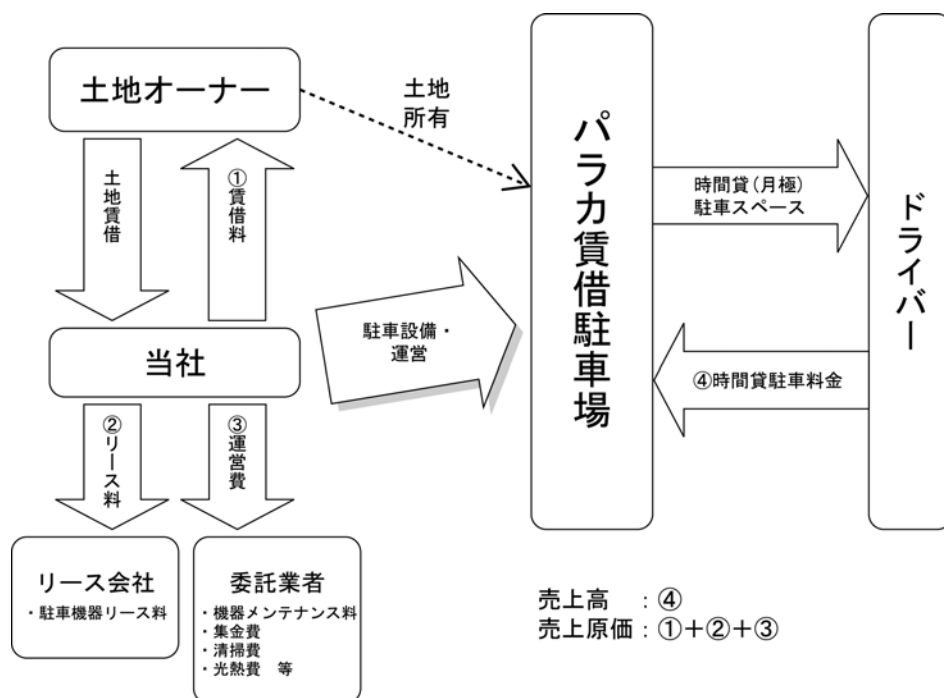 土地オーナー
土地
所有
土地賃借
①賃借料
当社
駐車設備・
運営
②リース料
③運営費
リース会社
・駐車機器リース料
委託業者
・機器メンテナンス料
・集金費
・清掃費
・光熱費 等
パラカ賃借駐車場
時間貸(月極)
駐車スペース
④時間貸駐車料金
ドライバー
売上高 :④
売上原価:①+②+③